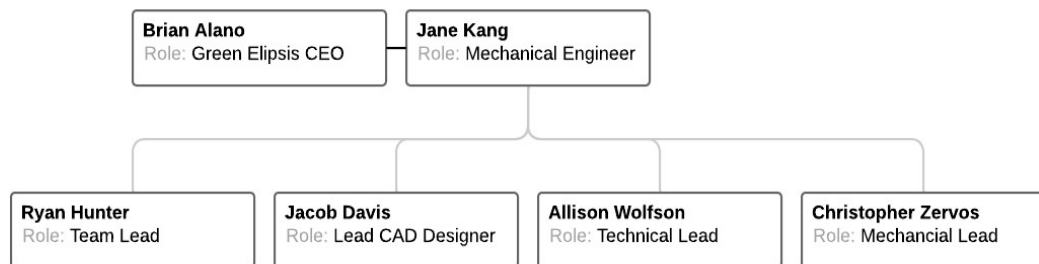 Brian Alano
Role: Green Elipsis CEO
Jane Kang
Role: Mechanical Engineer
Ryan Hunter
Role: Team Lead
Jacob Davis
Role: Lead CAD Designer
Allison Wolfson
Role: Technical Lead
Christopher Zervos
Role: Mechancial Lead